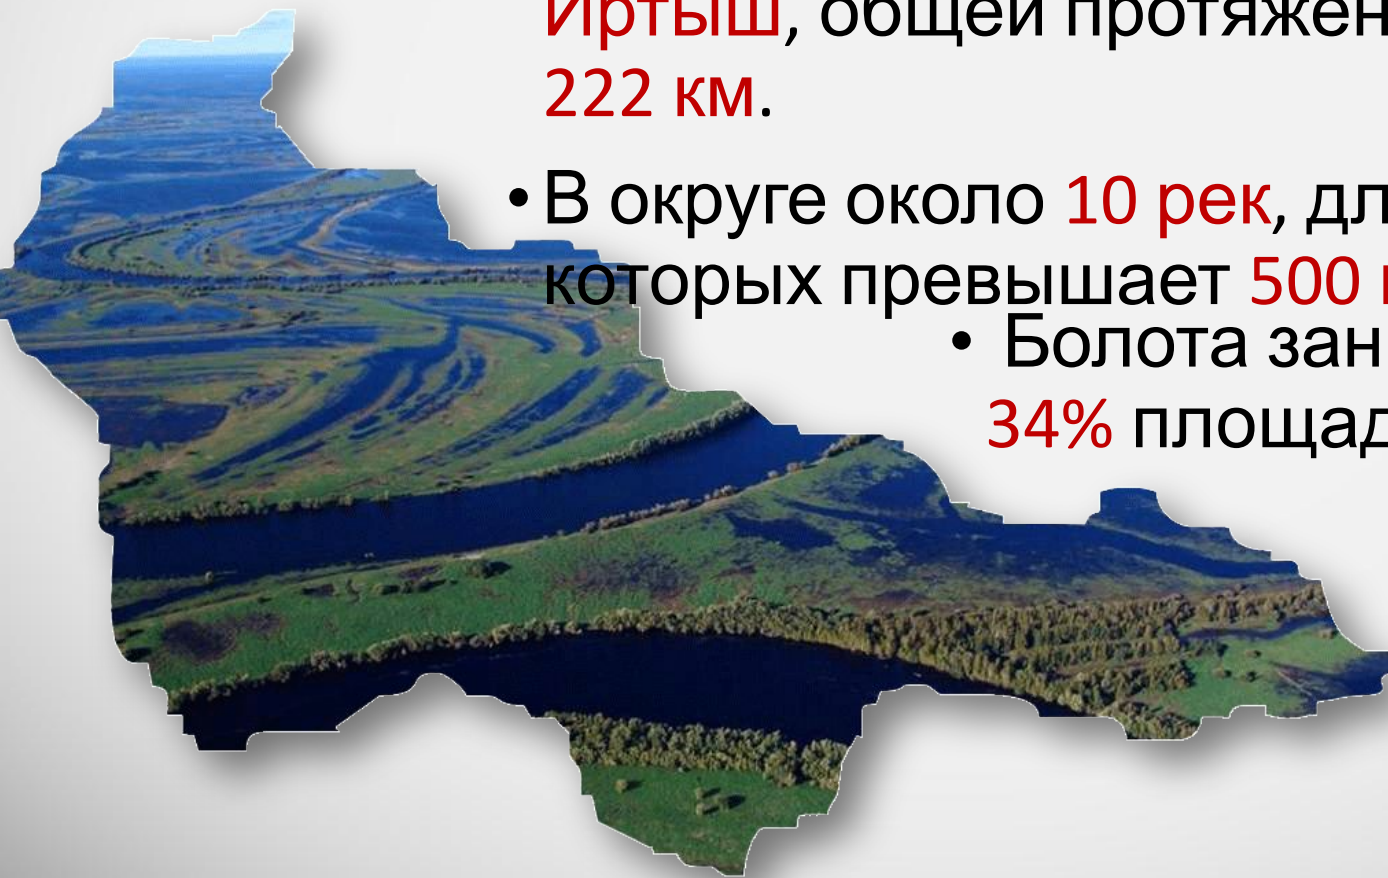 Иртыш, общей протяжен
222 км.
• В округе около 10 рек, дл
которых превышает 500
• Болота зан
34% площад